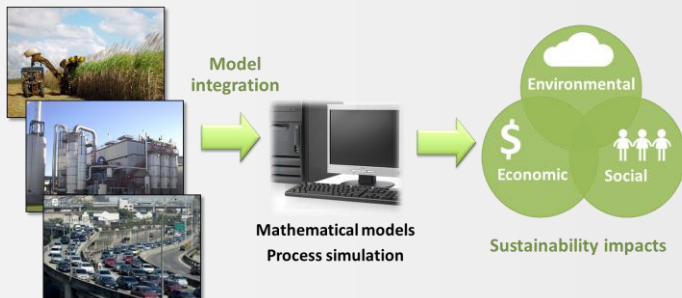 Model
integration
Mathematical models
Process simulation
Environmental
$
Economic
Social
Sustainability impacts